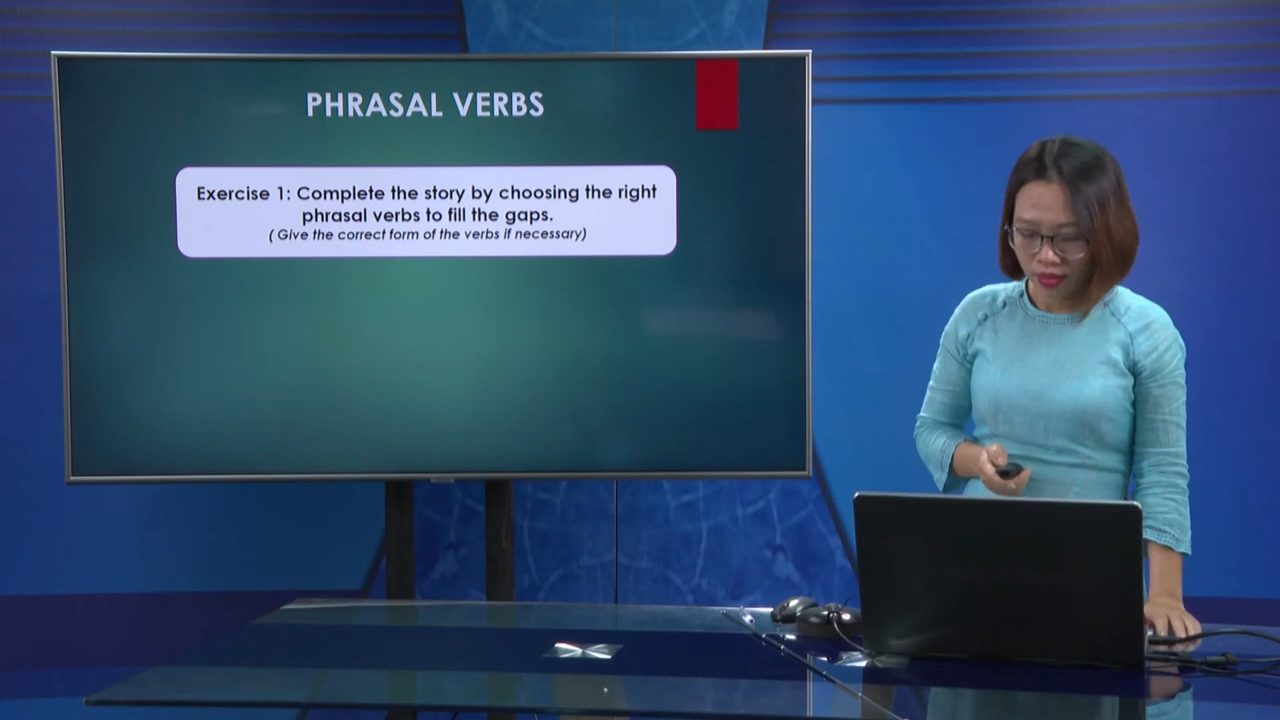 PHRASAL VERBS
Exercise 1: Complete the story by choosing the right
phrasal verbs to fill the gaps.
( Give the correct form of the verbs if necessary)